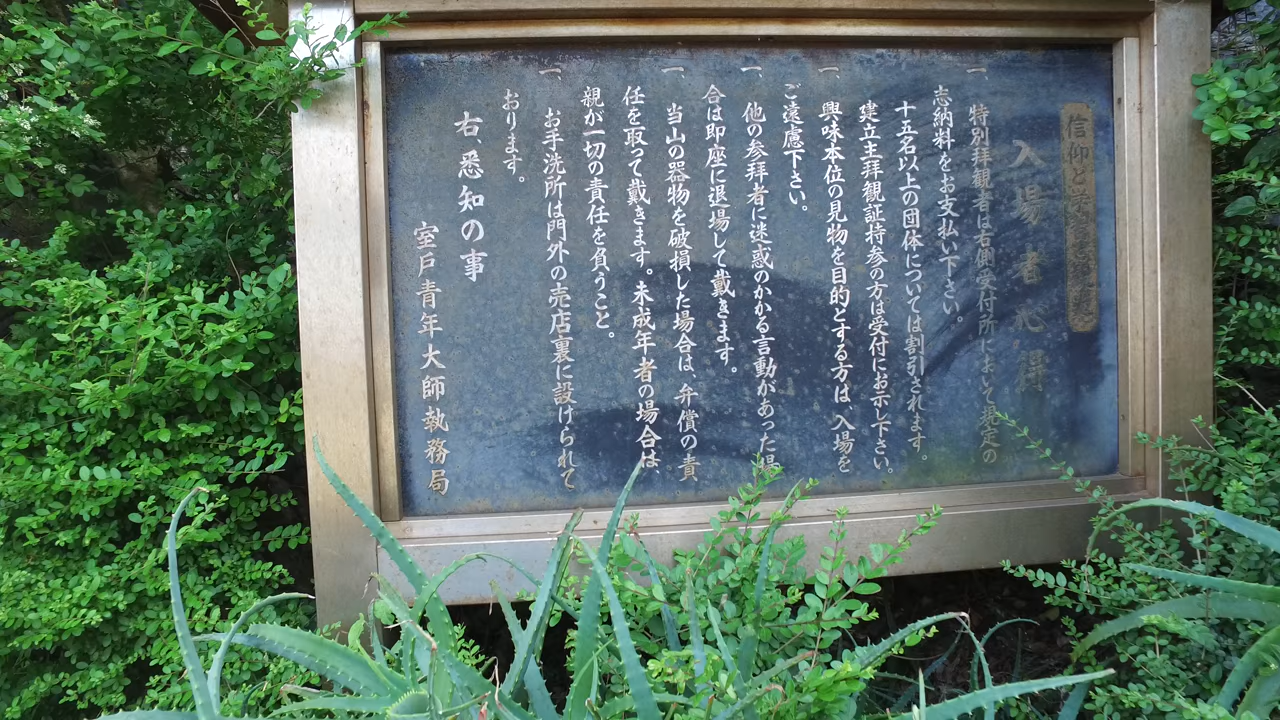 信仰と
入場者心得
一、特別拝観者は右側受付所において規定の
志納料をお支払い下さい。
十五名以上の団体については割引されます。
建立主拝観証持参の方は受付にお示し下さい。
一、興味本位の見物を目的とする方は、入場を
ご遠慮下さい。
一、他の参拝者に迷惑のかかる言動があった場
合は即座に退場して戴きます。
一、当山の器物を破損した場合は、弁償の責
任を取って戴きます。未成年者の場合は
親が一切の責任を負うこと。
一、お手洗所は門外の売店裏に設けられて
おります。
右、悉知の事
室戸青年大師執務局